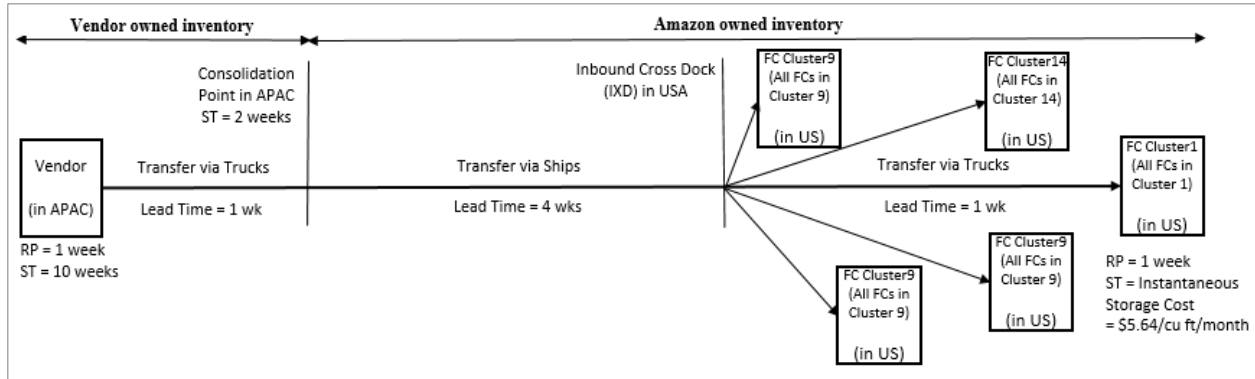 Vendor owned inventory
Amazon owned inventory
Consolidation
Point in APAC
ST = 2 weeks
Inbound Cross Dock
(IXD) in USA
FC Cluster9
(All FCs in
Cluster 9)
(in US)
FC Cluster14
(All FCs in
Cluster 14)
(in US)
Vendor
(in APAC)
RP = 1 week
ST = 10 weeks
Transfer via Trucks
Lead Time = 1 wk
Transfer via Ships
Lead Time = 4 wks
Transfer via Trucks
Lead Time = 1 wk
FC Cluster1
(All FCs in
Cluster 1)
(in US)
FC Cluster9
(All FCs in
Cluster 9)
(in US)
FC Cluster9
(All FCs in
Cluster 9)
(in US)
RP = 1 week
ST = Instantaneous
Storage Cost
= $5.64/cu ft/month